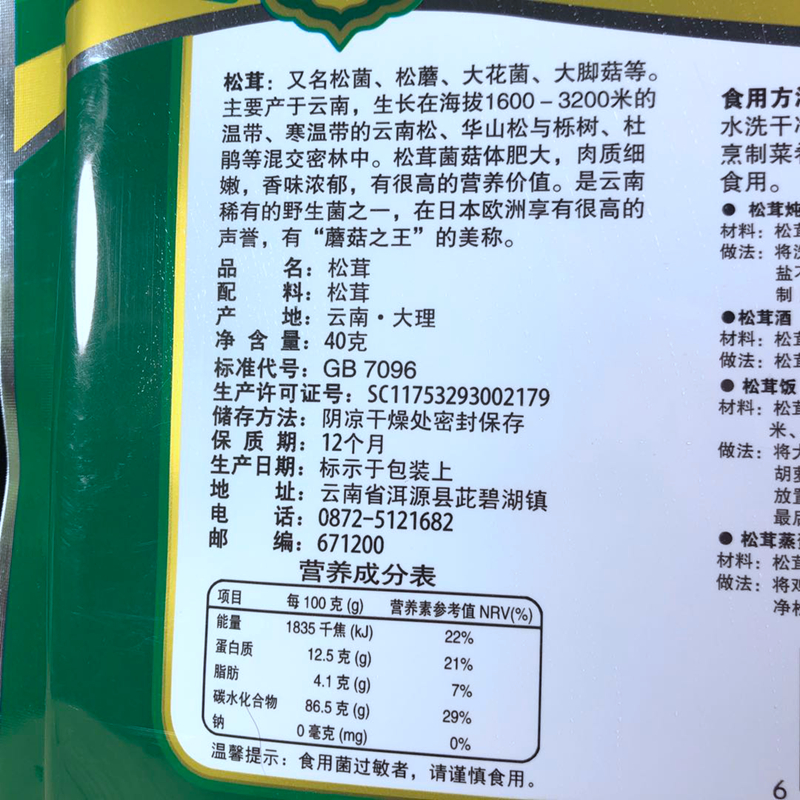 松茸：又名松菌、松蘑、大花菌、大脚菇等。
主要产于云南，生长在海拔1600－3200米的
温带、寒温带的云南松、华山松与栎树、杜
鹃等混交密林中。松茸菌菇体肥大，肉质细
嫩，香味浓郁，有很高的营养价值。是云南
稀有的野生菌之一，在日本欧洲享有很高的
声誉，有“蘑菇之王”的美称。
品 名：松茸
配 料：松茸
产 地：云南·大理
净 含 量：40克
标准代号：GB 7096
生产许可证号：SC11753293002179
储存方法：阴凉干燥处密封保存
保 质 期：12个月
生产日期：标示于包装上
地 址：云南省洱源县茈碧湖镇
电 话：0872-5121682
邮 编：671200
营养成分表
项目 每 100 克 (g) 营养素参考值 NRV(%)
能量 1835 千焦 (kJ) 22%
蛋白质 12.5 克 (g) 21%
脂肪 4.1 克 (g) 7%
碳水化合物 86.5 克 (g) 29%
钠 0 毫克 (mg) 0%
温馨提示：食用菌过敏者，请谨慎食用。
食用方
水洗干
烹制菜
食用。
● 松茸炖
材料：松茸
做法：将
盐
制
●松茸酒
材料：松茸
做法：松茸
● 松茸饭
材料：松茸
米、
做法：将
胡
放置
最后
● 松茸蒸
材料：松茸
做法：将鸡
净
6